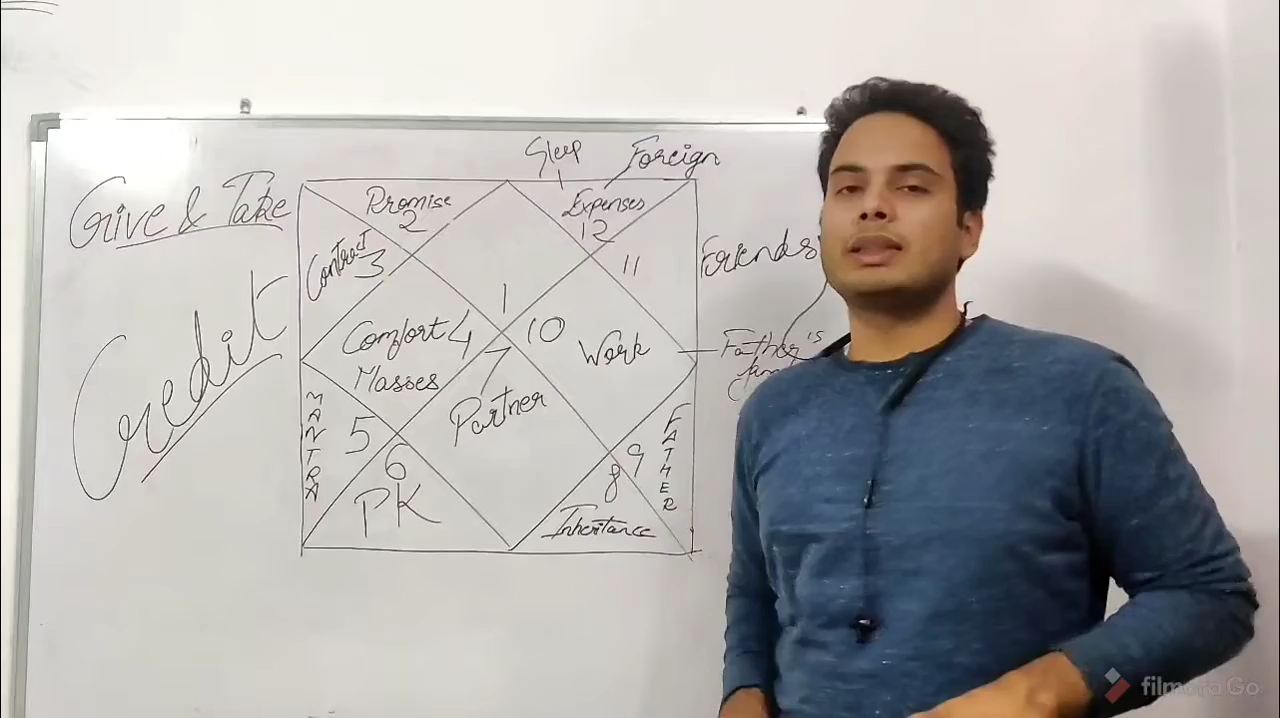 Sleep
Foreign
Give & Take
Promise
2
Expenses
12
Contract
3
11
Friends
Credit
1
Comfort 4
10
Work
Father's
Masses
7
Partner
MANTRA
5
6
PK
9
8
FATHER
Inheritance
filmora Go